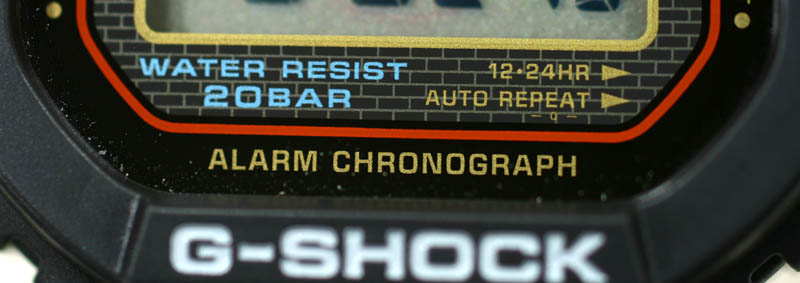 WATER RESIST
20BAR
12·24HR
AUTO REPEAT
ALARM CHRONOGRAPH
G-SHOCK